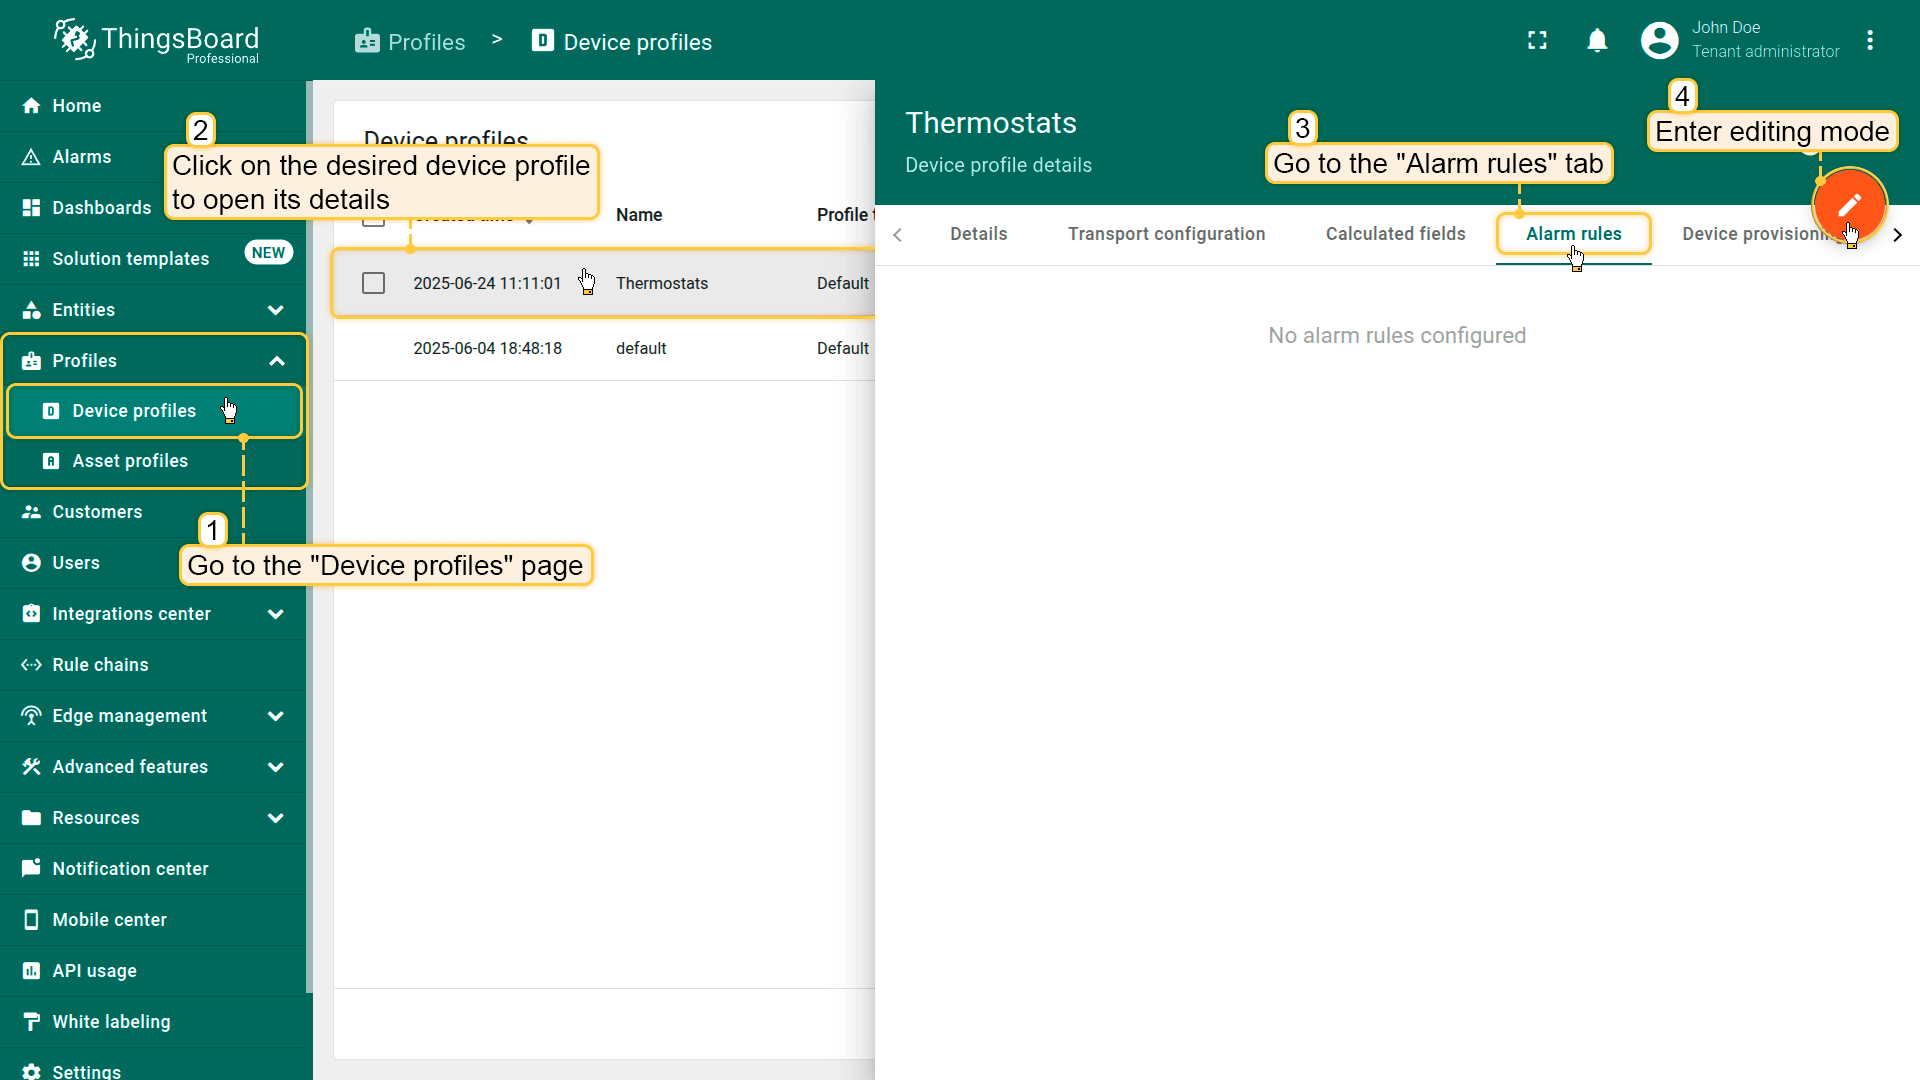 ThingsBoard
Professional
Profiles > Device profiles
John Doe
Tenant administrator
Home
Alarms
Dashboards
Solution templates NEW
Entities
Profiles
Device profiles
Asset profiles
Customers
Users
Integrations center
Rule chains
Edge management
Advanced features
Resources
Notification center
Mobile center
API usage
White labeling
Settings
1
Go to the "Device profiles" page
Device profiles
2
Click on the desired device profile
to open its details
Created time Name Profile
2025-06-24 11:11:01 Thermostats Default
2025-06-04 18:48:18 default Default
Thermostats
Device profile details
3
Go to the "Alarm rules" tab
4
Enter editing mode
Details Transport configuration Calculated fields Alarm rules Device provisioning
No alarm rules configured